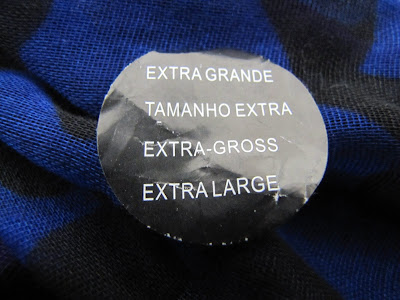 EXTRA GRANDE
TAMANHO EXTRA
EXTRA-GROSS
EXTRA LARGE